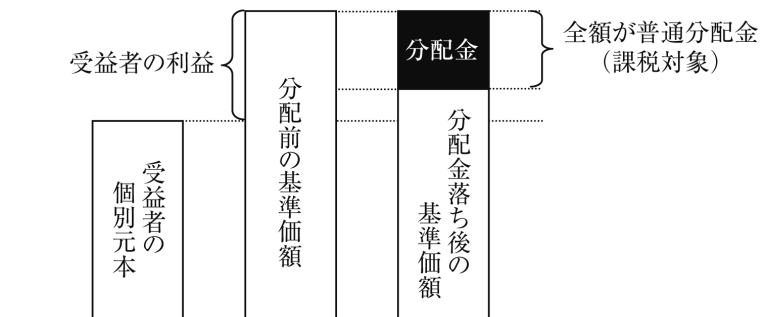 受益者の利益
分配金
全額が普通分配金
（課税対象）
受益者の
個別元本
分配前の基準価額
分配金落ち後の
基準価額